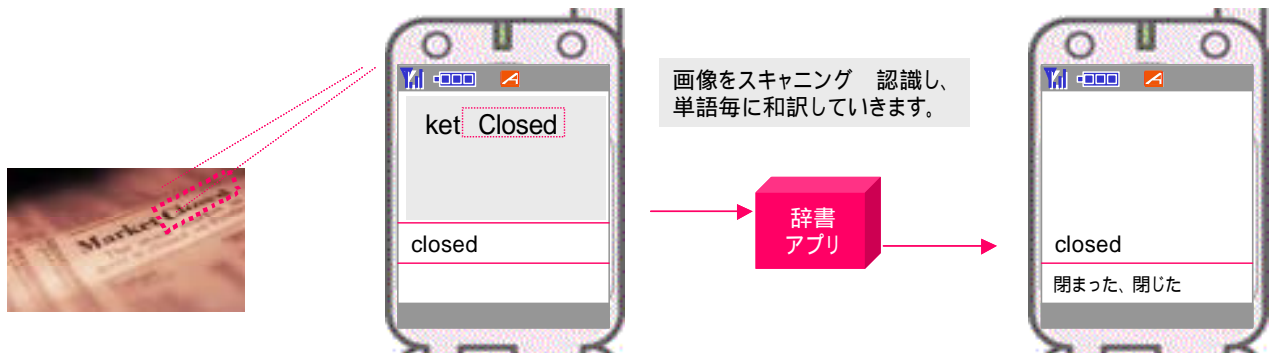 Market Closed
ket Closed
closed
画像をスキャニング 認識し、
単語毎に和訳していきます。
辞書
アプリ
closed
閉まった、閉じた